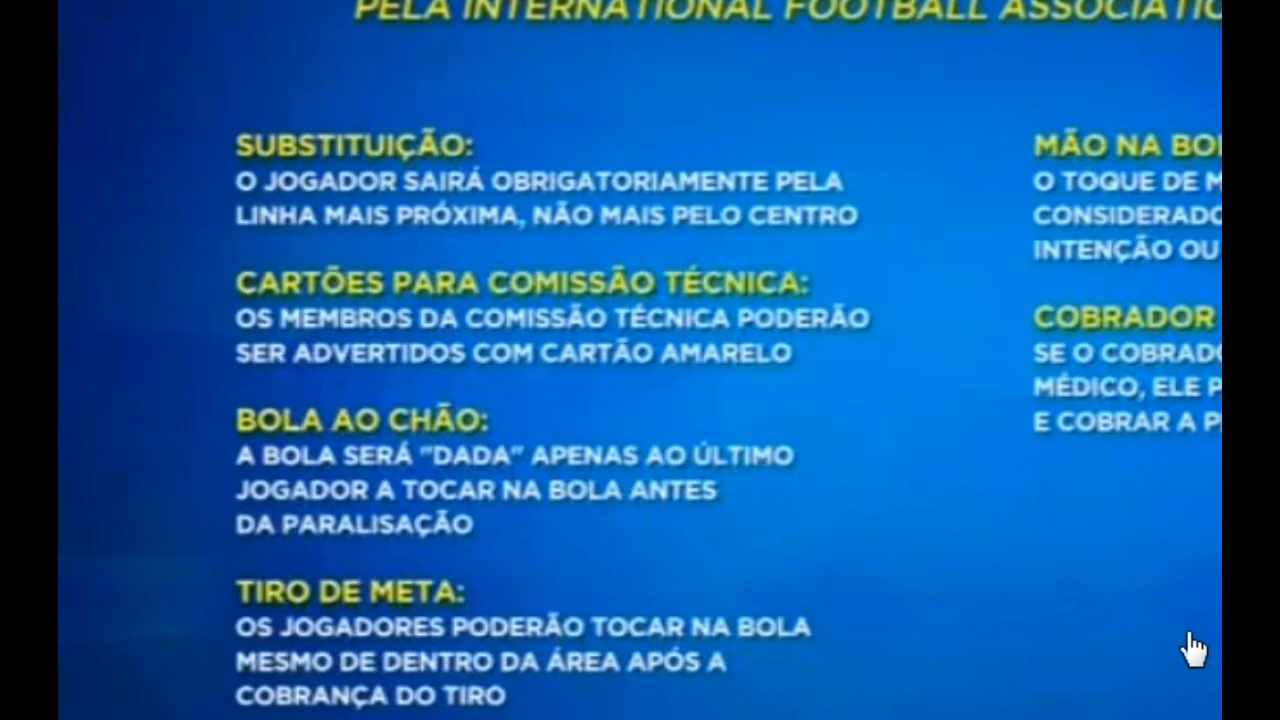 PELA INTERNATIONAL FOOTBALL
SUBSTITUIÇÃO:
O JOGADOR SAIRÁ OBRIGATORIAMENTE PELA
LINHA MAIS PRÓXIMA, NÃO MAIS PELO CENTRO
CARTÕES PARA COMISSÃO TÉCNICA:
OS MEMBROS DA COMISSÃO TÉCNICA PODERÃO
SER ADVERTIDOS COM CARTÃO AMARELO
BOLA AO CHÃO:
A BOLA SERÁ "DADA" APENAS AO ÚLTIMO
JOGADOR A TOCAR NA BOLA ANTES
DA PARALISAÇÃO
TIRO DE META:
OS JOGADORES PODERÃO TOCAR NA BOLA
MESMO DE DENTRO DA ÁREA APÓS A
COBRANÇA DO TIRO
MÃO NA
O TOQUE DE
INTENÇÃO OU
COBRADOR
SE O
MÉDICO, ELE
E COBRAR A